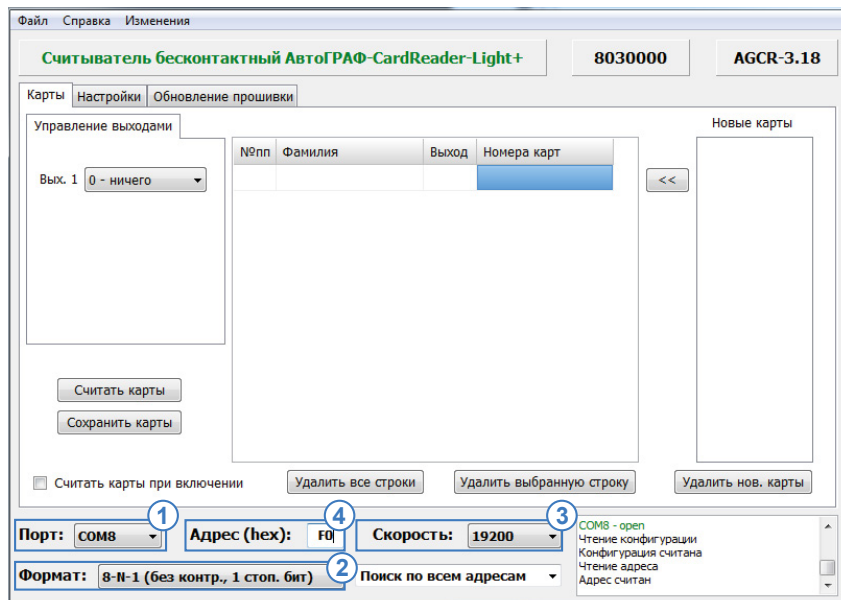 Файл Справка Изменения
Считыватель бесконтактный АвтоГРАФ-CardReader-Light+ 8030000 AGCR-3.18
Карты Настройки Обновление прошивки
Управление выходами
Новые карты
№пп Фамилия Выход Номера карт
Вых. 1 0 - ничего
<<
Считать карты
Сохранить карты
Считать карты при включении Удалить все строки Удалить выбранную строку Удалить нов. карты
1 4 3
Порт: COM8 Адрес (hex): F0 Скорость: 19200
2
Формат: 8-N-1 (без контр., 1 стоп. бит) Поиск по всем адресам
COM8 - open
Чтение конфигурации
Конфигурация считана
Чтение адреса
Адрес считан